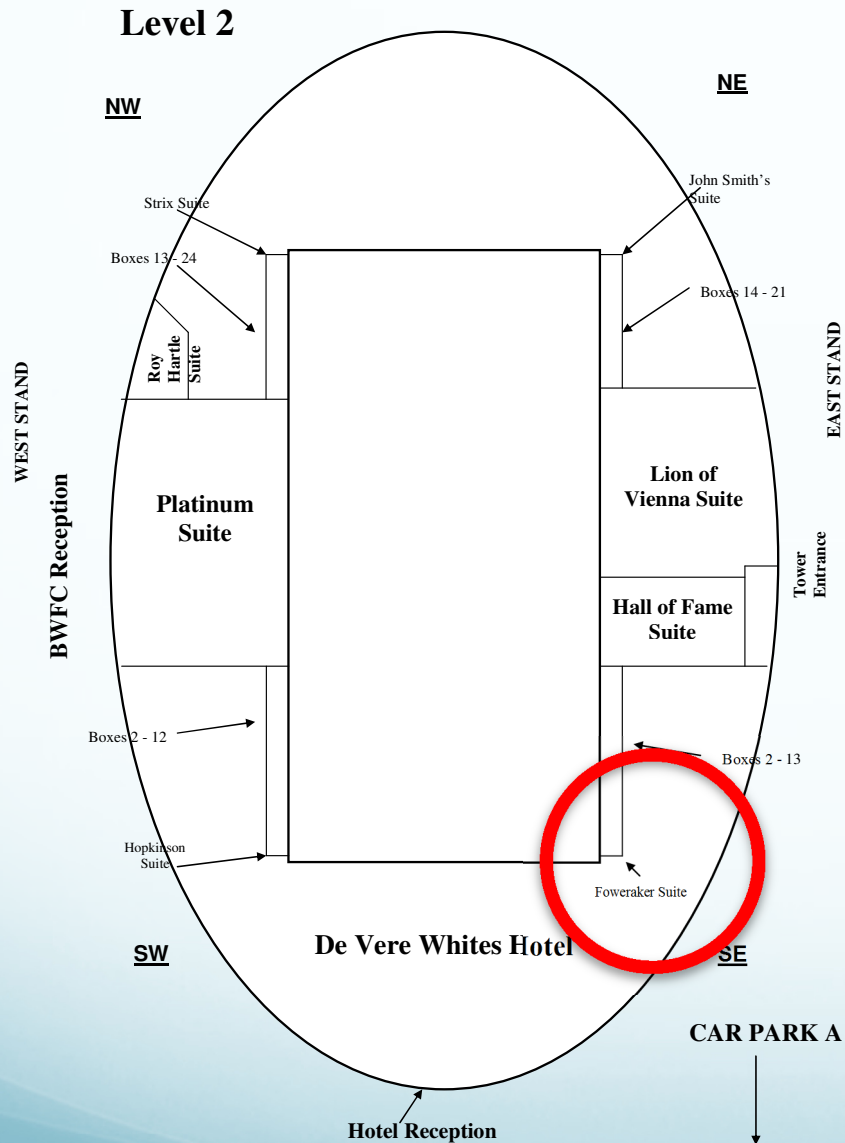 Level 2
NW
NE
John Smith's
Suite
Strix Suite
Boxes 13 - 24
Boxes 14 - 21
Roy
Hartle
Suite
WEST STAND
EAST STAND
Platinum
Suite
Lion of
Vienna Suite
BWFC Reception
Tower
Entrance
Hall of Fame
Suite
Boxes 2 - 12
Boxes 2 - 13
Hopkinson
Suite
Foweraker Suite
De Vere Whites Hotel
SW
SE
CAR PARK A
Hotel Reception